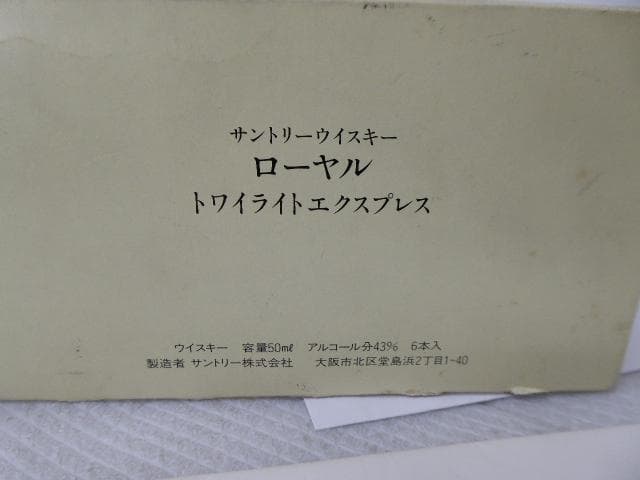 サントリーウイスキー
ローヤル
トワイライトエクスプレス
ウイスキー 容量50mℓ アルコール分43% 6本入
製造者 サントリー株式会社 大阪市北区堂島浜2丁目1-40